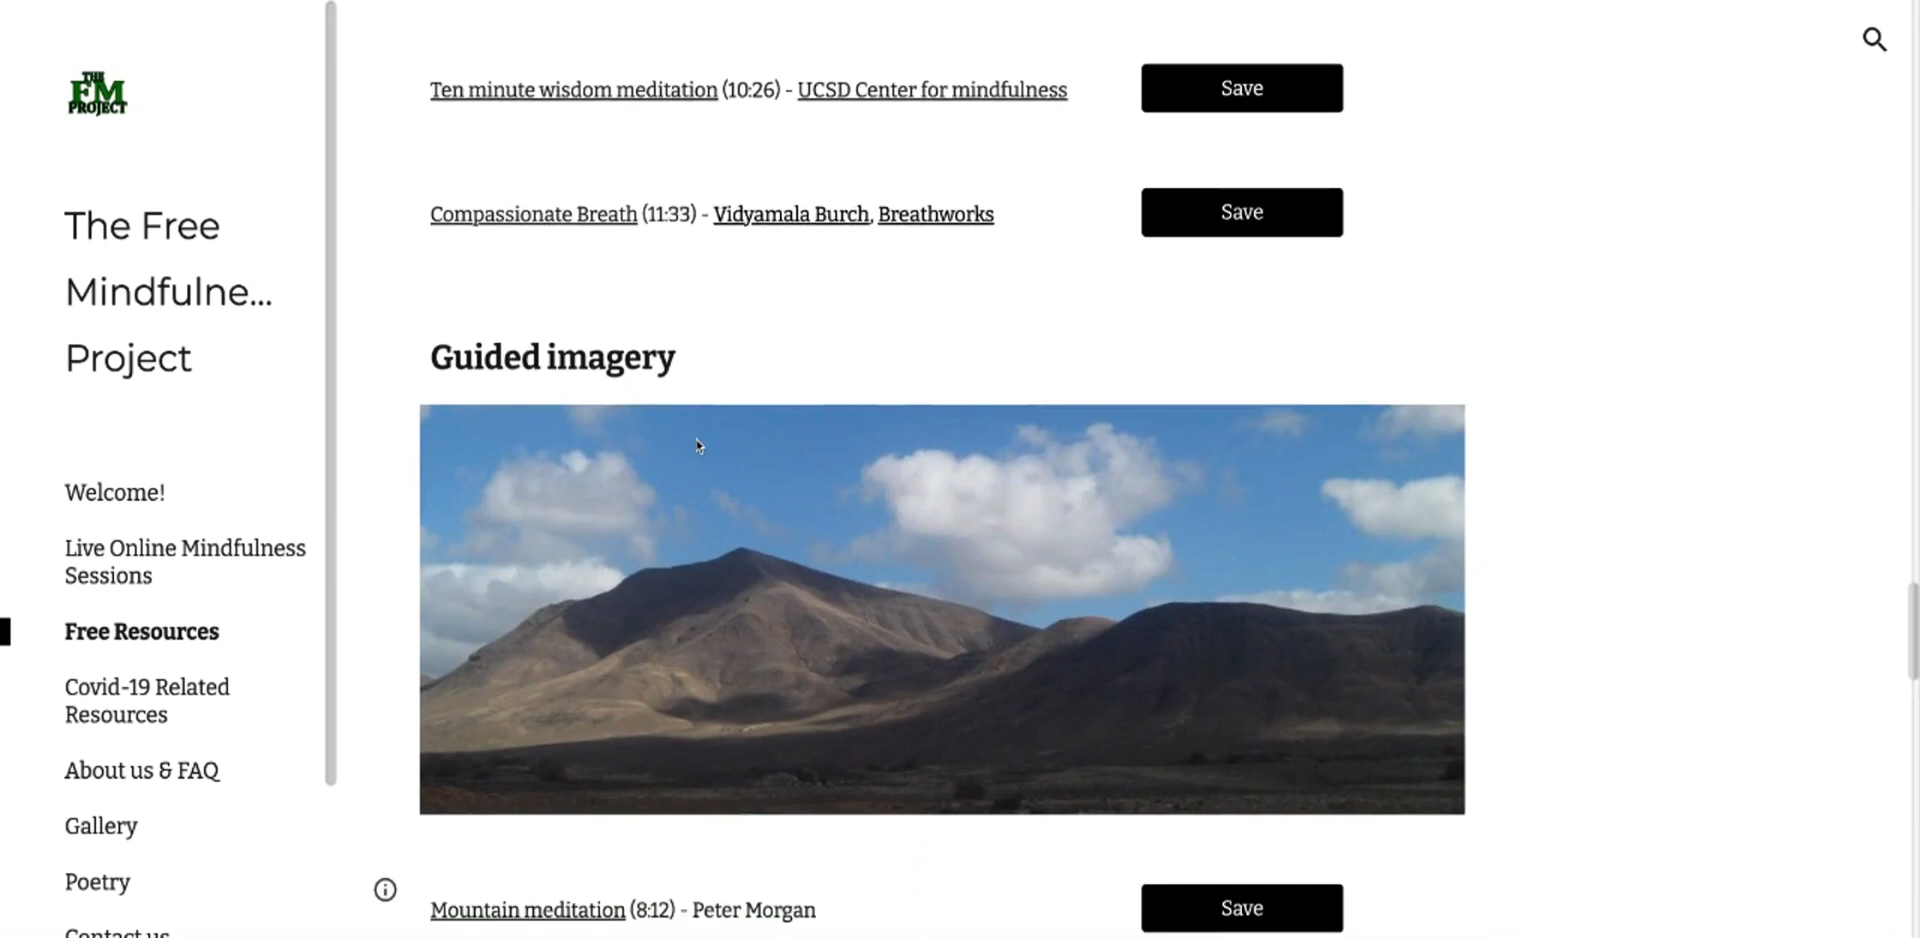 THE
FM
PROJECT
The Free
Mindfulne...
Project
Welcome!
Live Online Mindfulness
Sessions
Free Resources
Covid-19 Related
Resources
About us & FAQ
Gallery
Poetry
Contact us
Ten minute wisdom meditation (10:26) - UCSD Center for mindfulness
Save
Compassionate Breath (11:33) - Vidyamala Burch, Breathworks
Save
Guided imagery
Mountain meditation (8:12) - Peter Morgan
Save